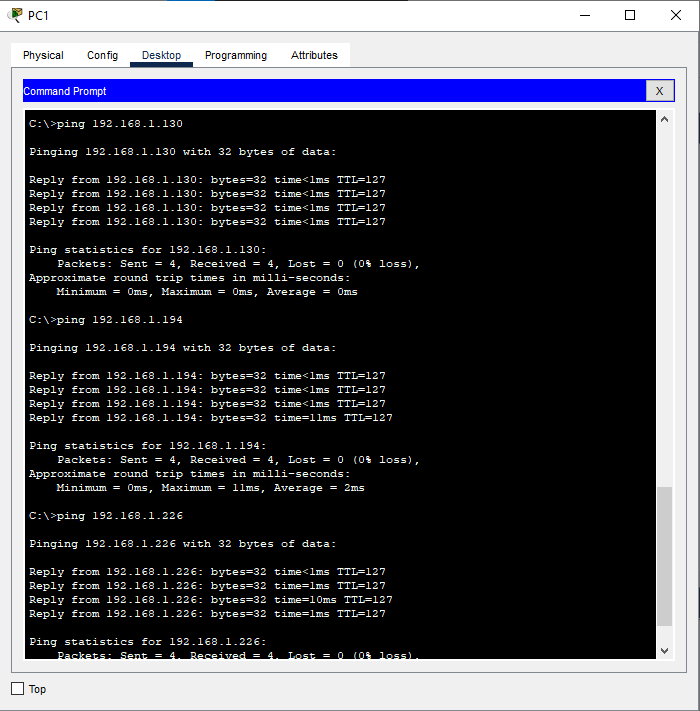 PC1
Physical Config Desktop Programming Attributes
Command Prompt X
C:\>ping 192.168.1.130
Pinging 192.168.1.130 with 32 bytes of data:
Reply from 192.168.1.130: bytes=32 time<1ms TTL=127
Reply from 192.168.1.130: bytes=32 time<1ms TTL=127
Reply from 192.168.1.130: bytes=32 time<1ms TTL=127
Reply from 192.168.1.130: bytes=32 time<1ms TTL=127
Ping statistics for 192.168.1.130:
Packets: Sent = 4, Received = 4, Lost = 0 (0% loss),
Approximate round trip times in milli-seconds:
Minimum = 0ms, Maximum = 0ms, Average = 0ms
C:\>ping 192.168.1.194
Pinging 192.168.1.194 with 32 bytes of data:
Reply from 192.168.1.194: bytes=32 time<1ms TTL=127
Reply from 192.168.1.194: bytes=32 time<1ms TTL=127
Reply from 192.168.1.194: bytes=32 time<1ms TTL=127
Reply from 192.168.1.194: bytes=32 time=11ms TTL=127
Ping statistics for 192.168.1.194:
Packets: Sent = 4, Received = 4, Lost = 0 (0% loss),
Approximate round trip times in milli-seconds:
Minimum = 0ms, Maximum = 11ms, Average = 2ms
C:\>ping 192.168.1.226
Pinging 192.168.1.226 with 32 bytes of data:
Reply from 192.168.1.226: bytes=32 time<1ms TTL=127
Reply from 192.168.1.226: bytes=32 time=1ms TTL=127
Reply from 192.168.1.226: bytes=32 time=10ms TTL=127
Reply from 192.168.1.226: bytes=32 time=1ms TTL=127
Ping statistics for 192.168.1.226:
Packets: Sent = 4, Received = 4, Lost = 0 (0% loss),
Top